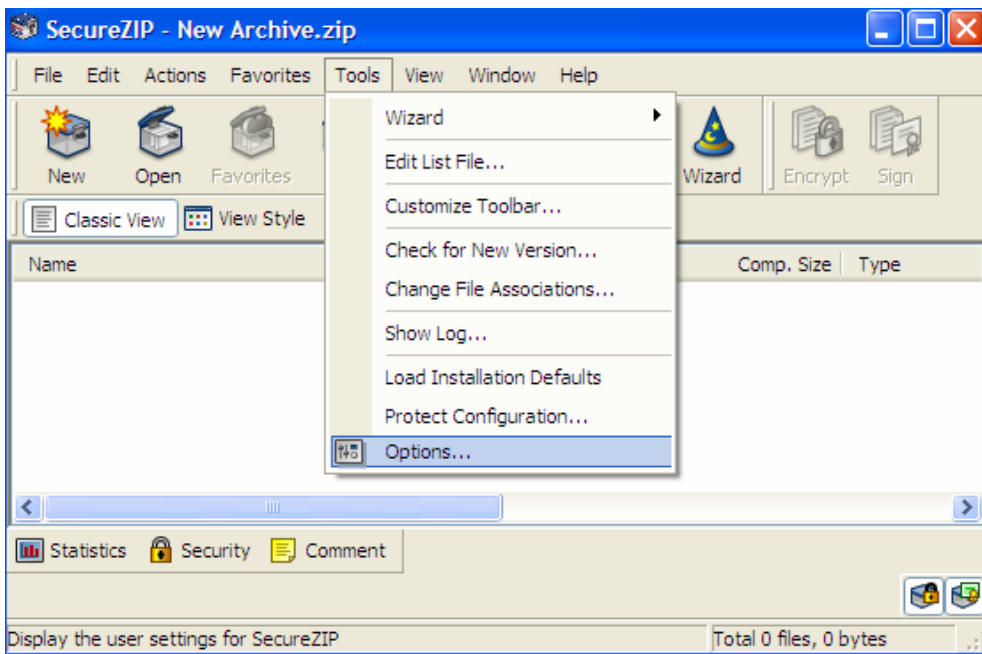 SecureZIP - New Archive.zip
File Edit Actions Favorites Tools View Window Help
New Open Favorites Wizard Encrypt Sign
Wizard
Edit List File...
Customize Toolbar...
Check for New Version...
Change File Associations...
Show Log...
Load Installation Defaults
Protect Configuration...
Options...
Classic View View Style
Name Comp. Size Type
Statistics Security Comment
Display the user settings for SecureZIP Total 0 files, 0 bytes